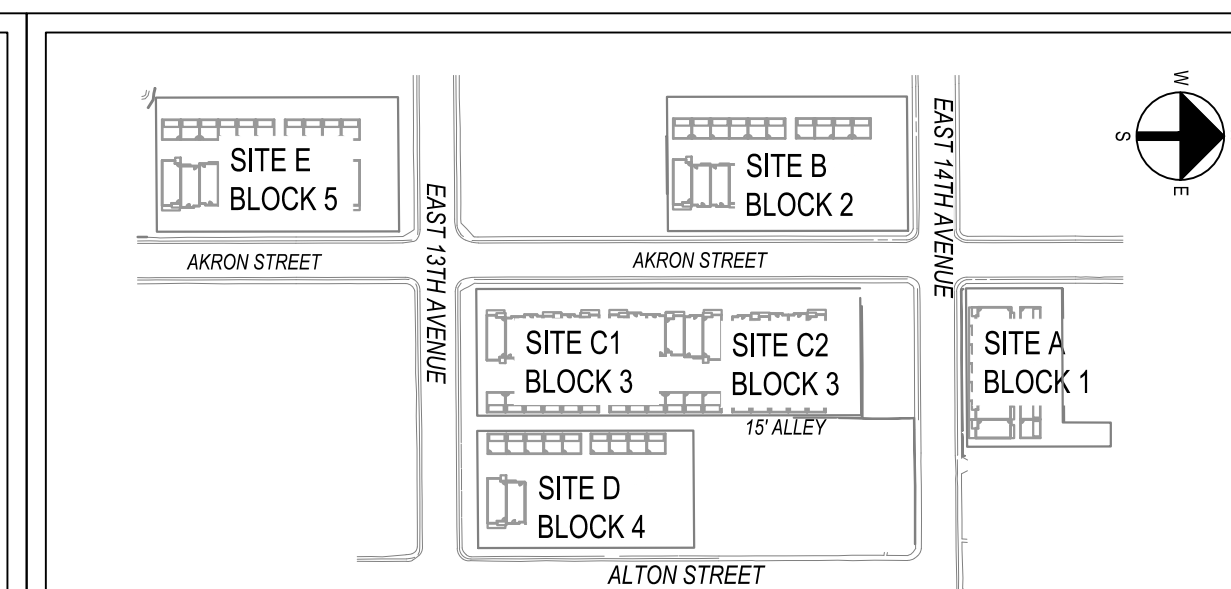 W
S
E
EAST 14TH AVENUE
SITE E
BLOCK 5
SITE B
BLOCK 2
EAST 13TH AVENUE
AKRON STREET
AKRON STREET
SITE C1
BLOCK 3
SITE C2
BLOCK 3
SITE A
BLOCK 1
15' ALLEY
SITE D
BLOCK 4
ALTON STREET